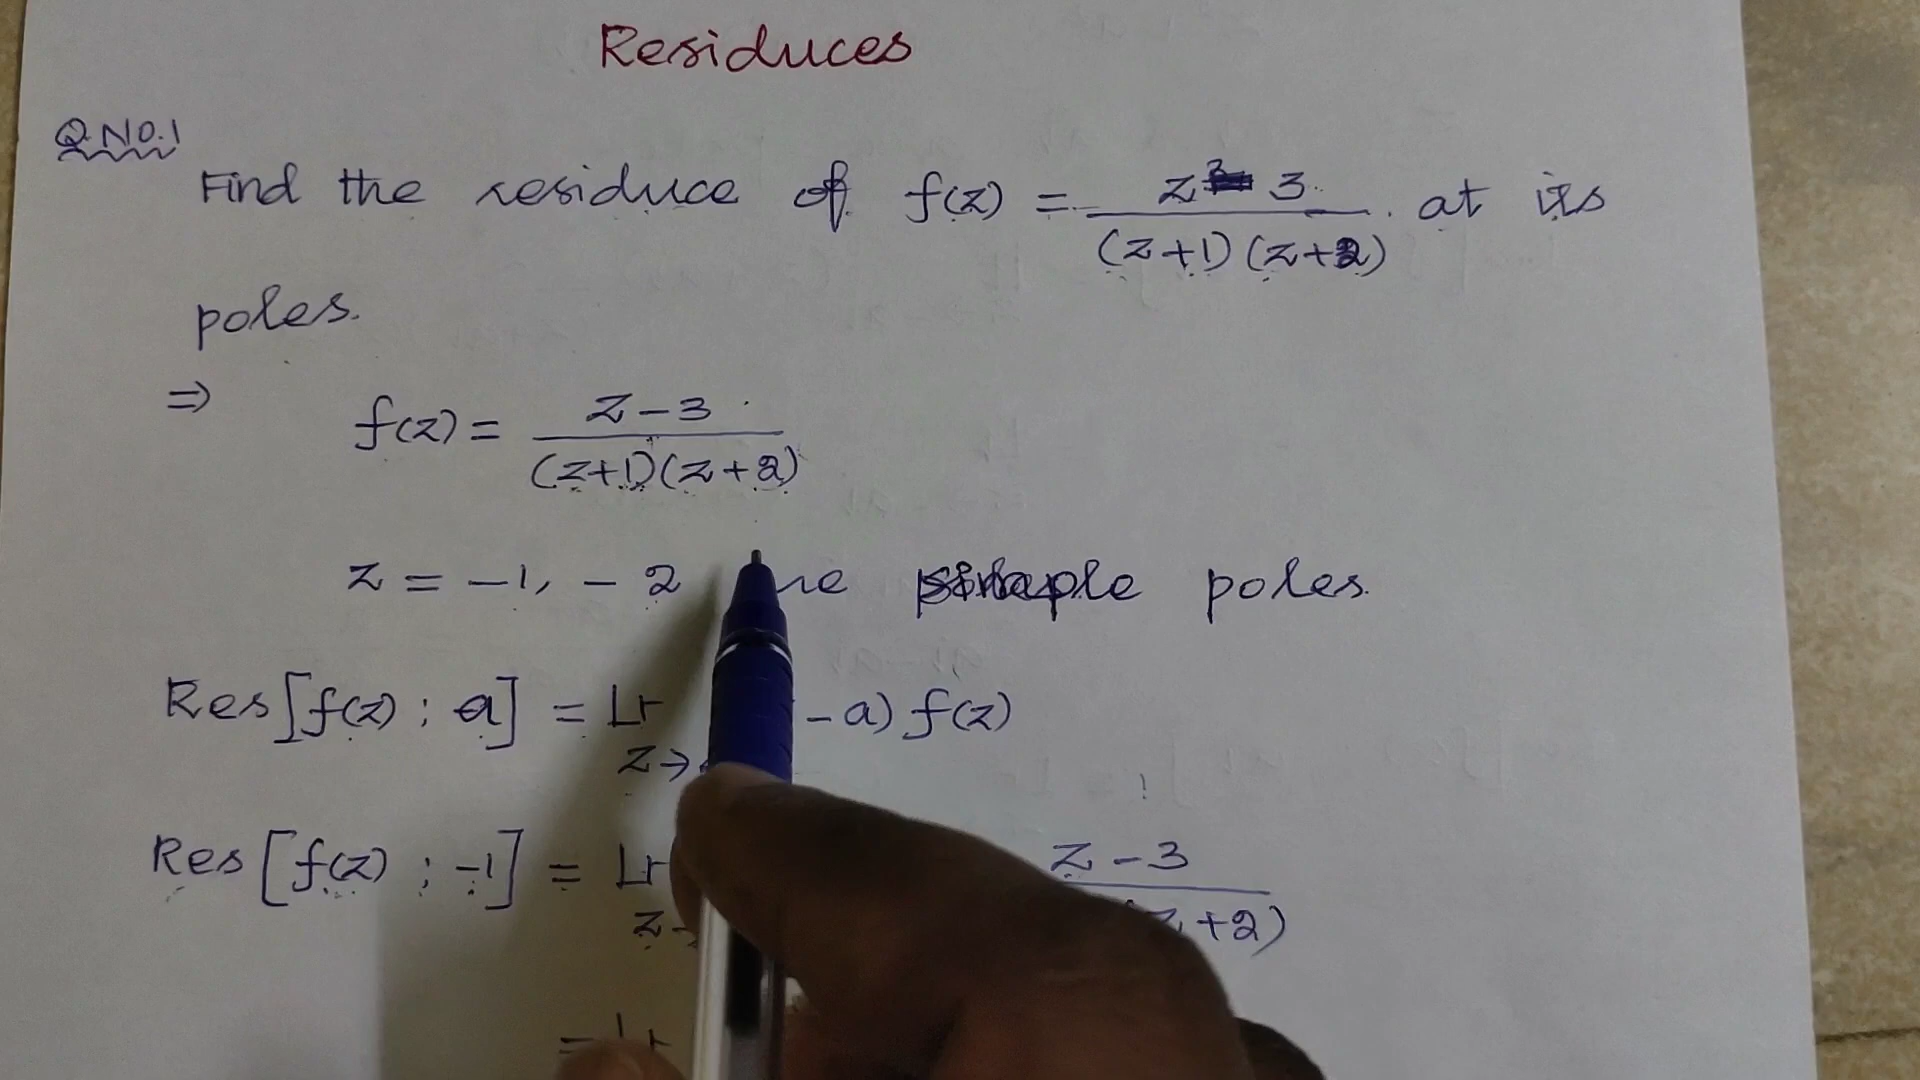 Residuces
Q.NO.1
Find the residuce of f(z) = z - 3 / (z+1)(z+2) at its
poles.
⇒ f(z) = z-3 / (z+1)(z+2)
z = -1, -2 simple poles
Res[f(z) : a] = Lt -a) f(z)
z→
Res[f(z) : -1] = Lt z-3 / +2)
z
= Lt